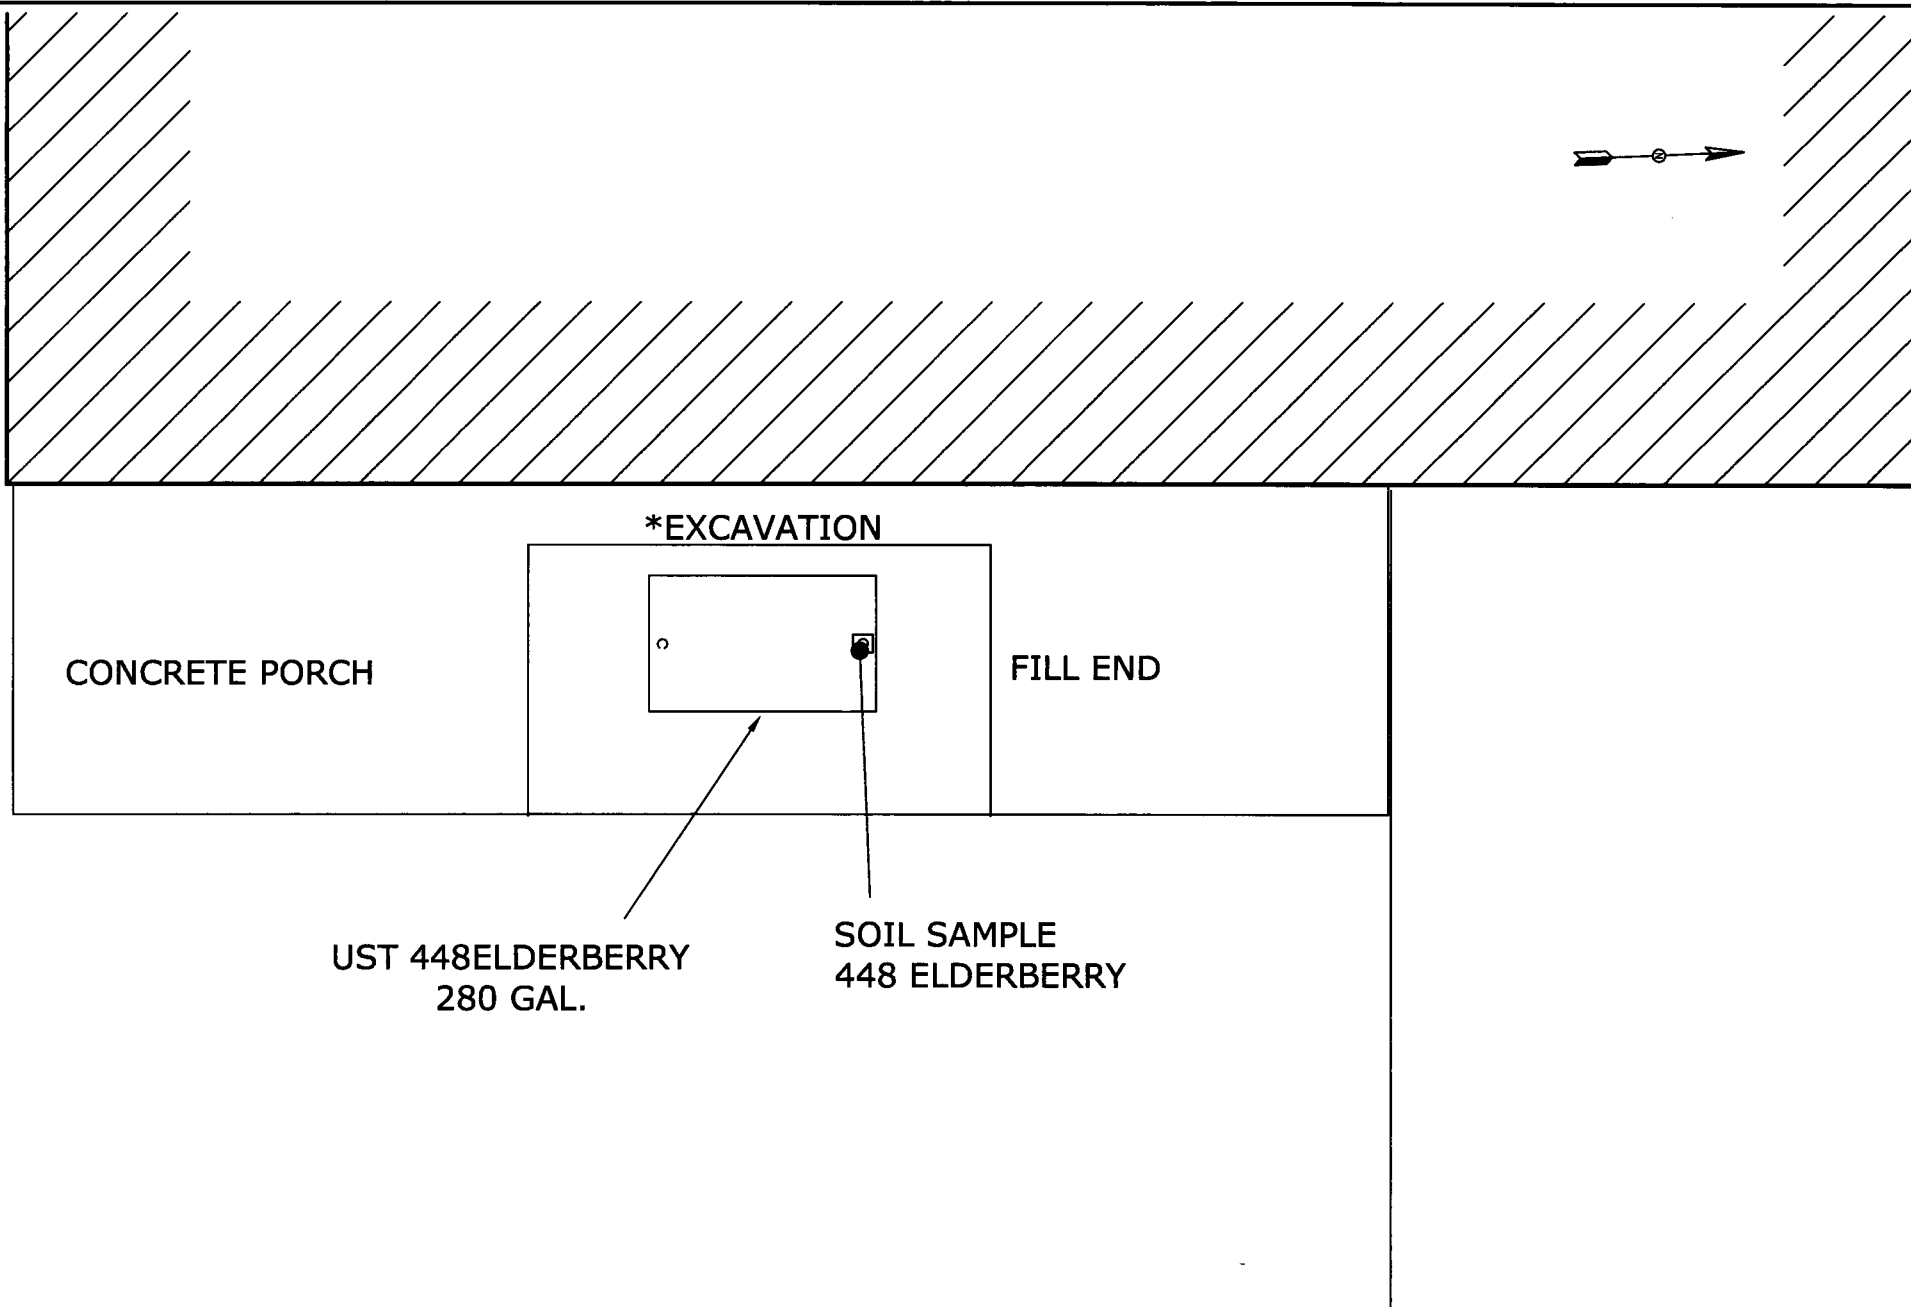 N
*EXCAVATION
CONCRETE PORCH
FILL END
UST 448ELDERBERRY
280 GAL.
SOIL SAMPLE
448 ELDERBERRY